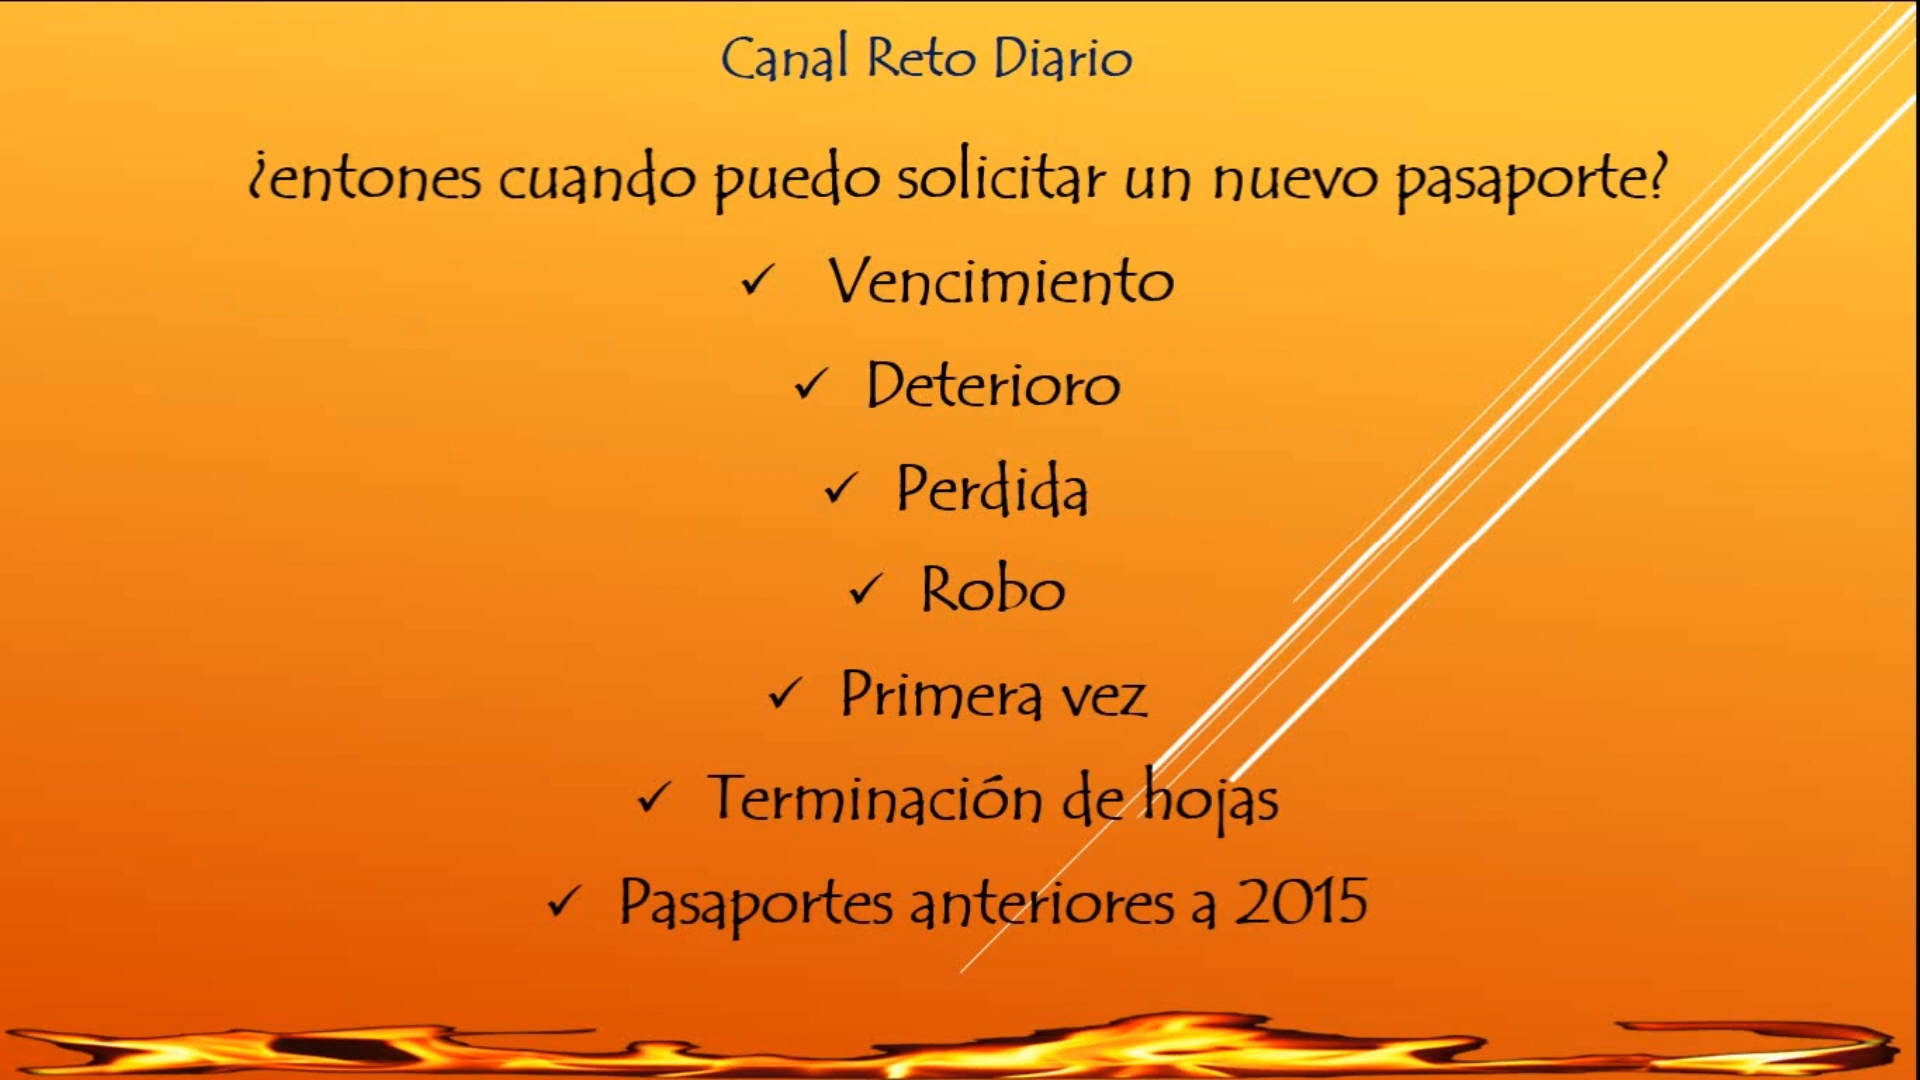 Canal Reto Diario
¿entones cuando puedo solicitar un nuevo pasaporte?
✓ Vencimiento
✓ Deterioro
✓ Perdida
✓ Robo
✓ Primera vez
✓ Terminación de hojas
✓ Pasaportes anteriores a 2015